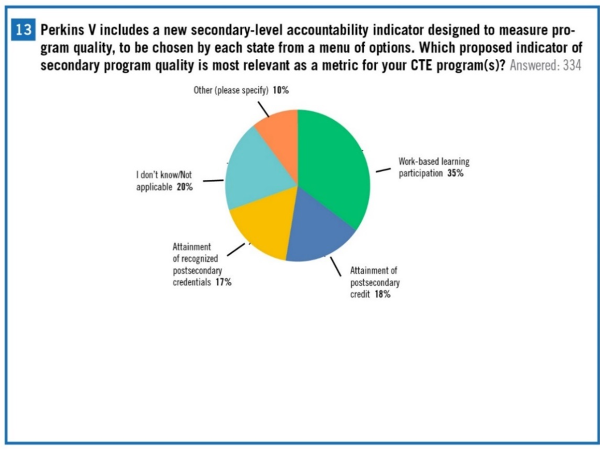 13 Perkins V includes a new secondary-level accountability indicator designed to measure pro-
gram quality, to be chosen by each state from a menu of options. Which proposed indicator of
secondary program quality is most relevant as a metric for your CTE program(s)? Answered: 334
Other (please specify) 10%
Work-based learning
participation 35%
I don't know/Not
applicable 20%
Attainment
of recognized
postsecondary
credentials 17%
Attainment of
postsecondary
credit 18%